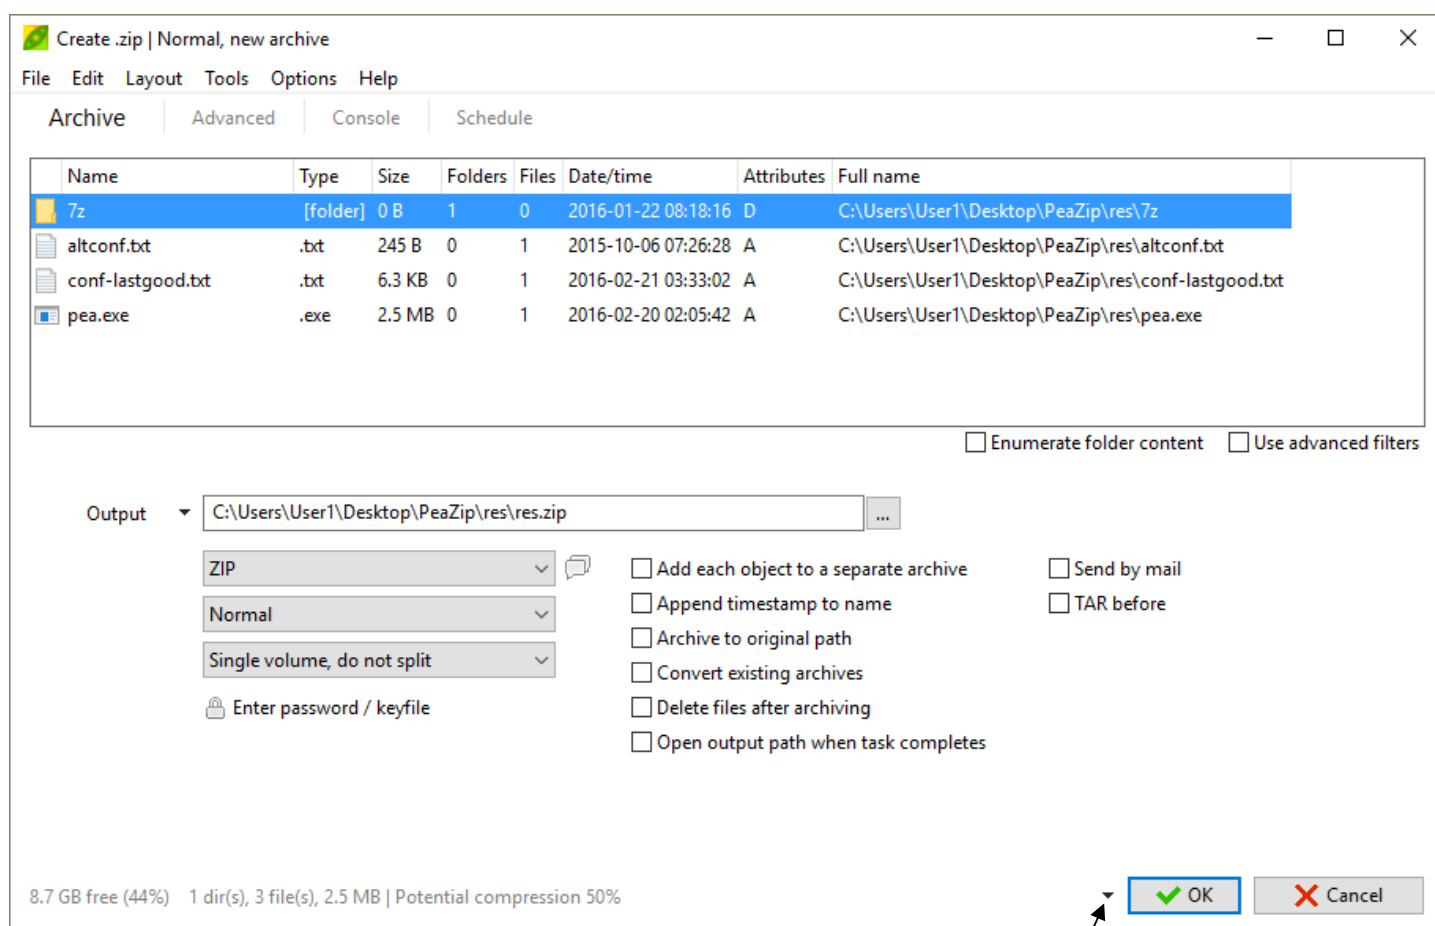 Create .zip | Normal, new archive
File Edit Layout Tools Options Help
Archive Advanced Console Schedule
Name Type Size Folders Files Date/time Attributes Full name
7z [folder] 0 B 1 0 2016-01-22 08:18:16 D C:\Users\User1\Desktop\PeaZip\res\7z
altconf.txt .txt 245 B 0 1 2015-10-06 07:26:28 A C:\Users\User1\Desktop\PeaZip\res\altconf.txt
conf-lastgood.txt .txt 6.3 KB 0 1 2016-02-21 03:33:02 A C:\Users\User1\Desktop\PeaZip\res\conf-lastgood.txt
pea.exe .exe 2.5 MB 0 1 2016-02-20 02:05:42 A C:\Users\User1\Desktop\PeaZip\res\pea.exe
Enumerate folder content Use advanced filters
Output C:\Users\User1\Desktop\PeaZip\res\res.zip ...
ZIP Add each object to a separate archive Send by mail
Normal Append timestamp to name TAR before
Archive to original path
Single volume, do not split
Convert existing archives
Enter password / keyfile Delete files after archiving
Open output path when task completes
8.7 GB free (44%) 1 dir(s), 3 file(s), 2.5 MB | Potential compression 50% OK Cancel